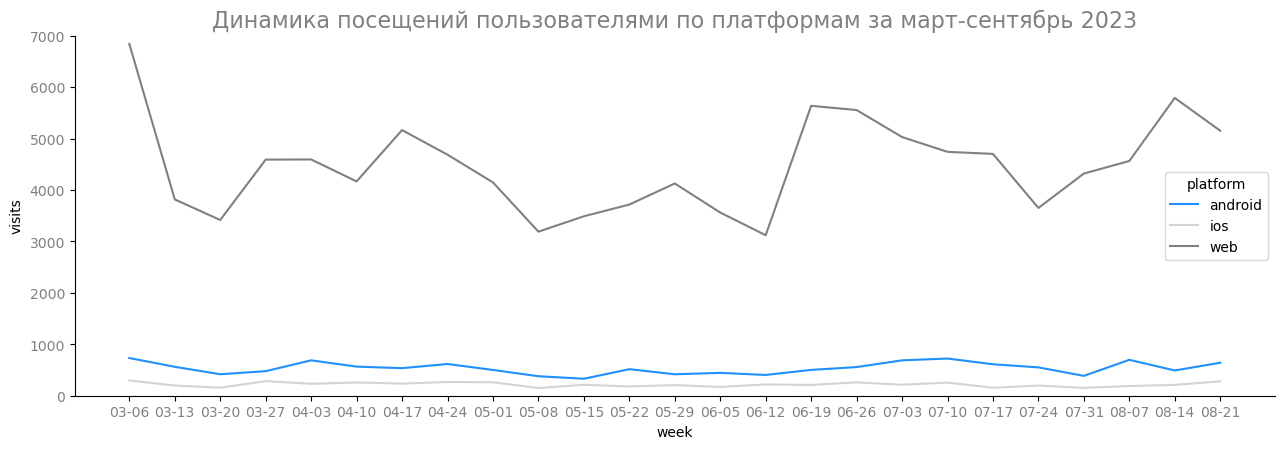 Динамика посещений пользователями по платформам за март-сентябрь 2023
7000
6000
5000
4000
3000
2000
1000
0
visits
platform
android
ios
web
03-06 03-13 03-20 03-27 04-03 04-10 04-17 04-24 05-01 05-08 05-15 05-22 05-29 06-05 06-12 06-19 06-26 07-03 07-10 07-17 07-24 07-31 08-07 08-14 08-21
week